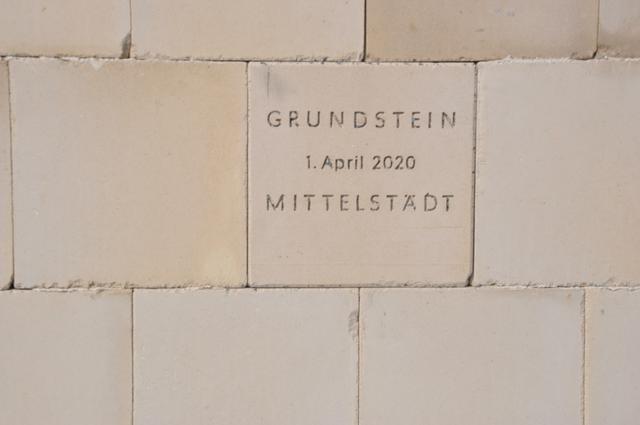 GRUNDSTEIN
1. April 2020
MITTELSTÄDT